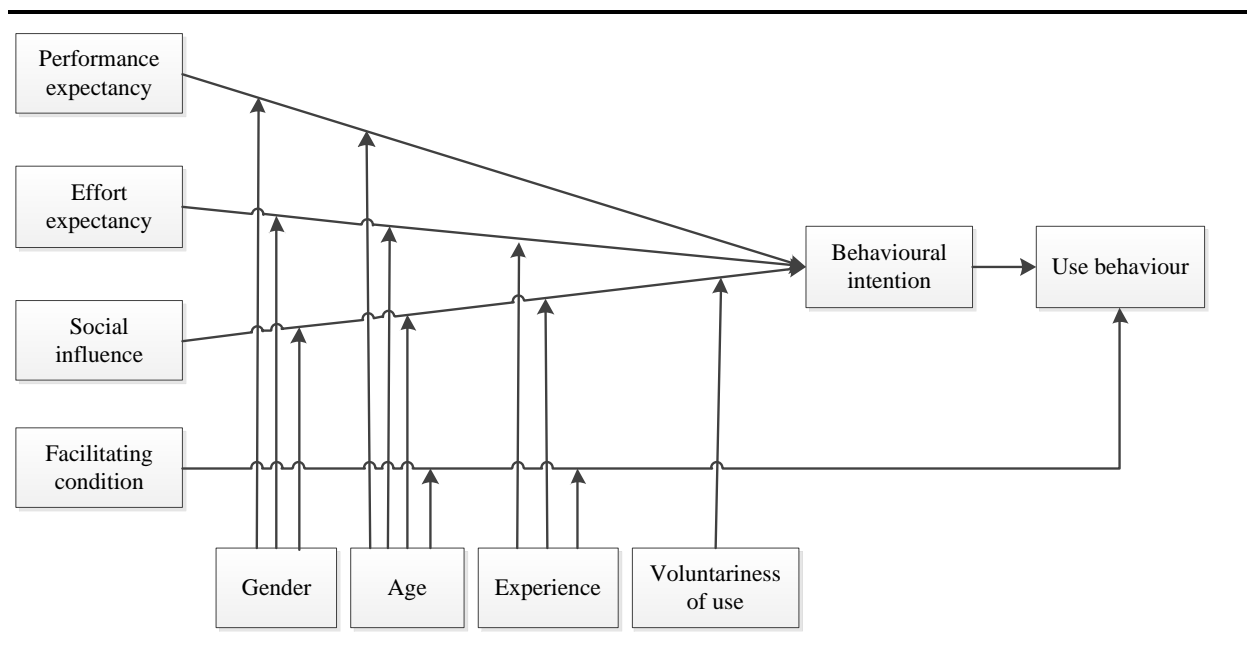 Performance
expectancy
Effort
expectancy
Social
influence
Facilitating
condition
Behavioural
intention
Use behaviour
Gender
Age
Experience
Voluntariness
of use